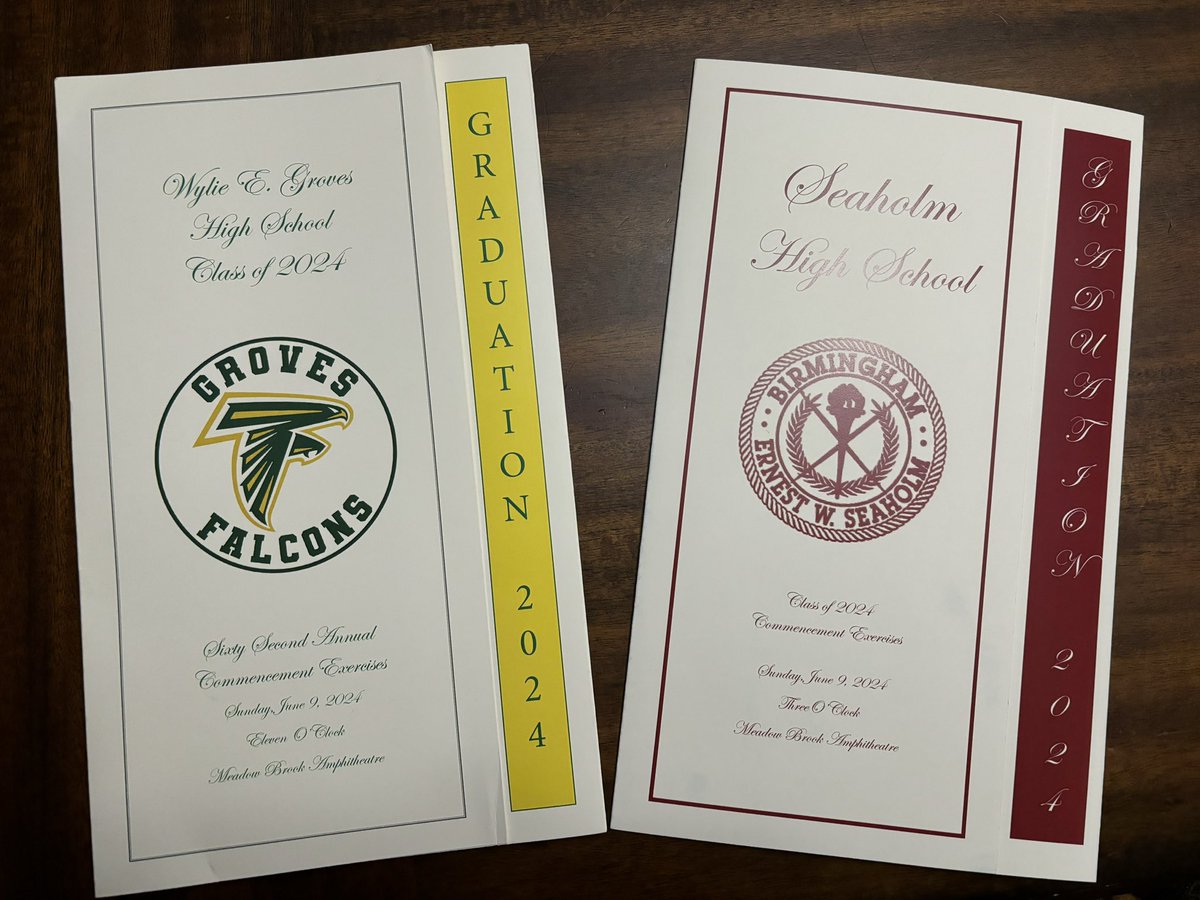 Wylie E. Groves
High School
Class of 2024
GROVES
FALCONS
Sixty Second Annual
Commencement Exercises
Sunday, June 9, 2024
Eleven O'Clock
Meadow Brook Amphitheatre
GRADUATION 2024
Seaholm
High School
BIRMINGHAM
ERNEST W. SEAHOLM
Class of 2024
Commencement Exercises
Sunday, June 9, 2024
Three O'Clock
Meadow Brook Amphitheatre
GRADUATION 2024